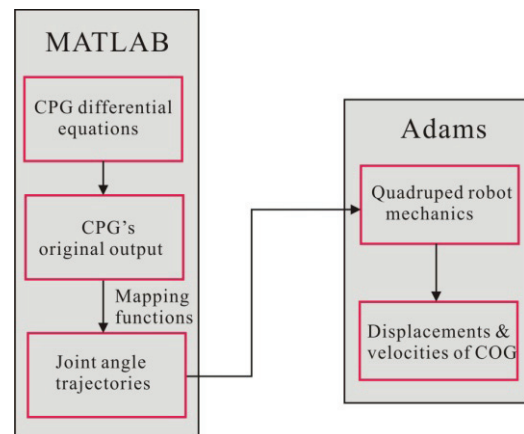 MATLAB
CPG differential
equations
CPG's
original output
Mapping
functions
Joint angle
trajectories
Adams
Quadruped robot
mechanics
Displacements &
velocities of COG